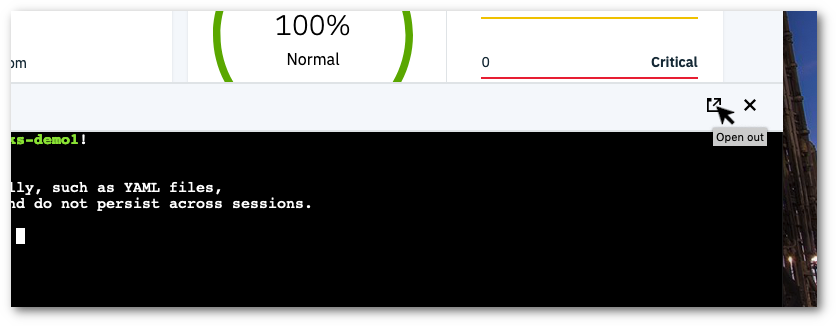 100%
Normal
om
0 Critical
Open out
ks-demo1!
lly, such as YAML files,
nd do not persist across sessions.